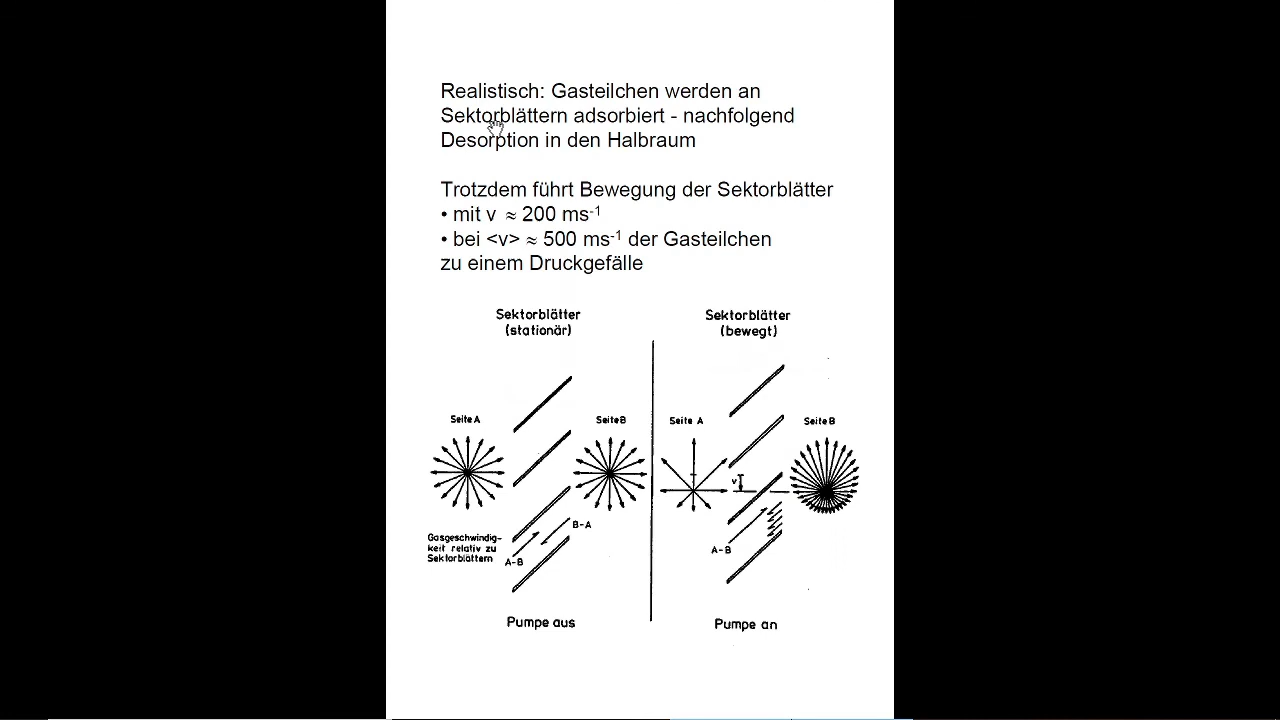 Realistisch: Gasteilchen werden an
Sektorblättern adsorbiert - nachfolgend
Desorption in den Halbraum
Trotzdem führt Bewegung der Sektorblätter
• mit v ≈ 200 ms⁻¹
• bei <v> ≈ 500 ms⁻¹ der Gasteilchen
zu einem Druckgefälle
Sektorblätter
(stationär)
Seite A
Seite B
B-A
Gasgeschwindig-
keit relativ zu
Sektorblättern
A-B
Pumpe aus
Sektorblätter
(bewegt)
Seite A
Seite B
v
A-B
Pumpe an